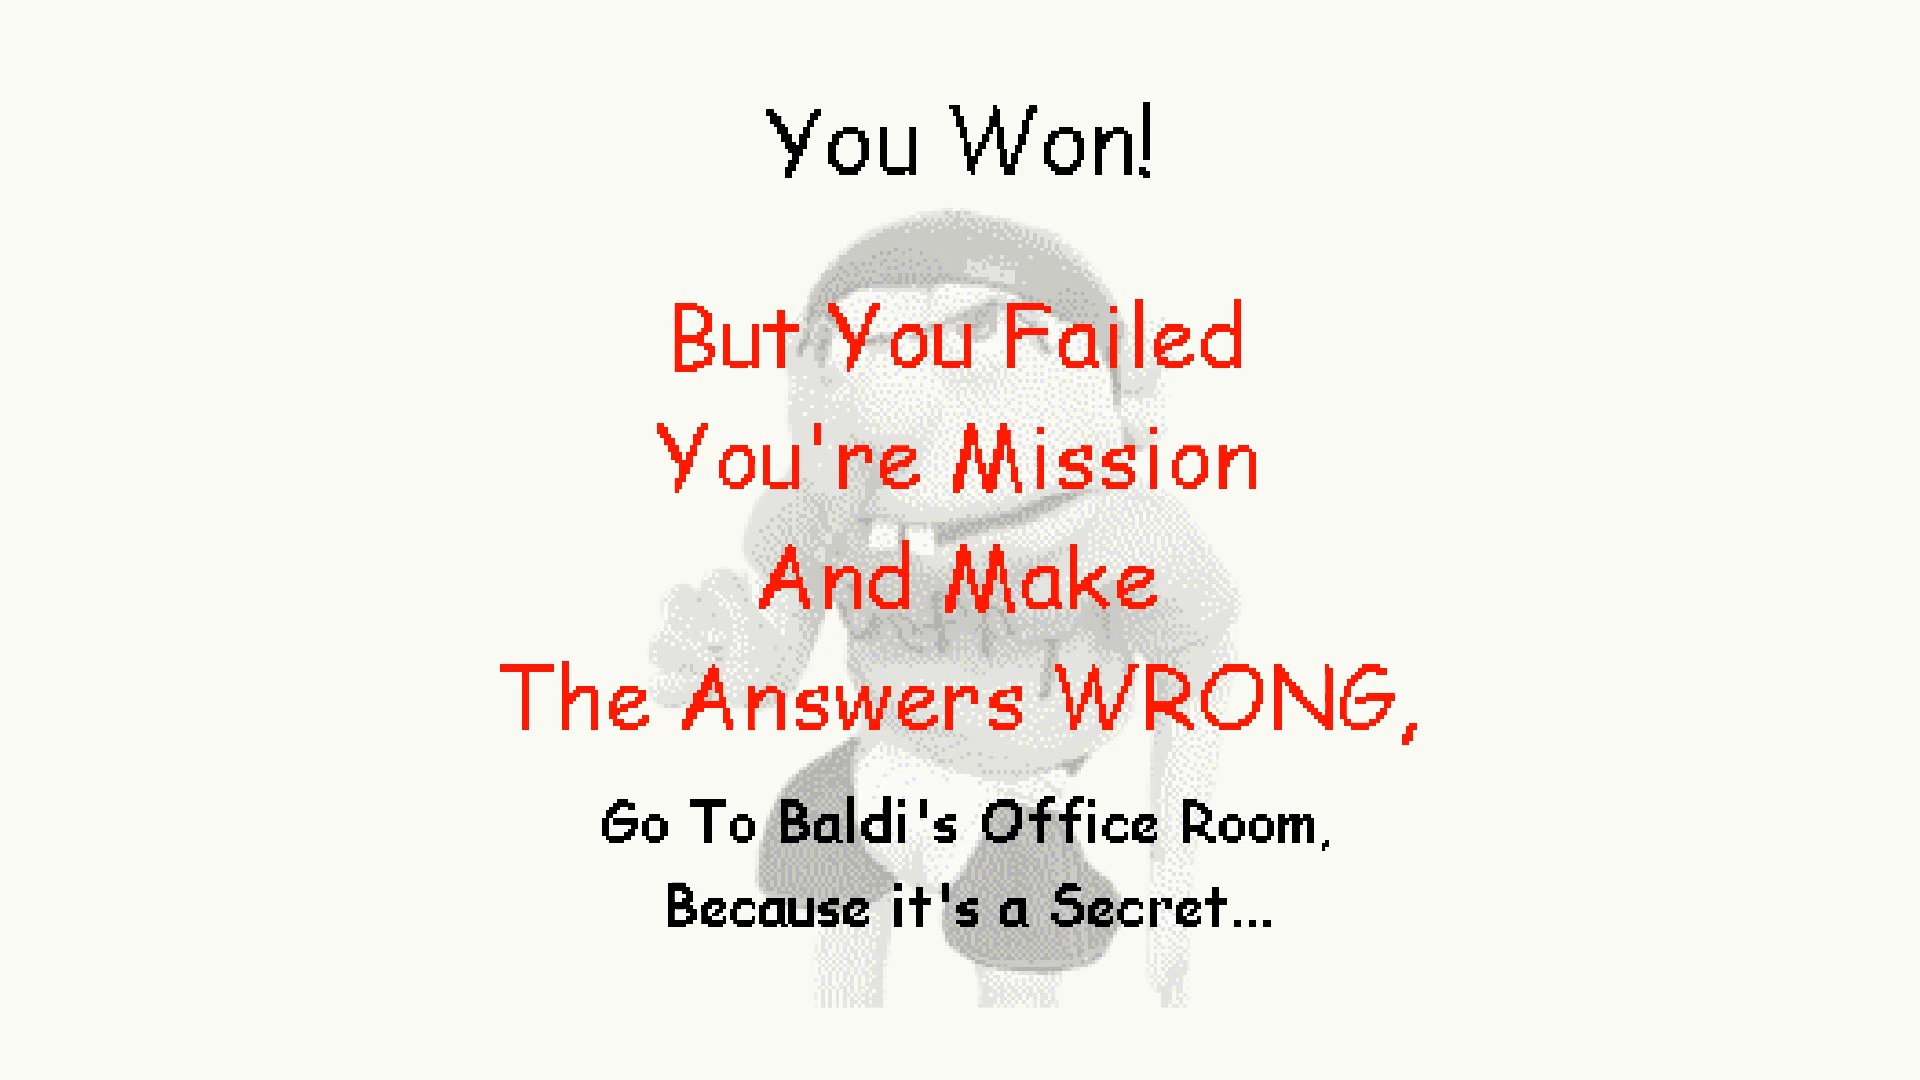 You Won!
But You Failed
You're Mission
And Make
The Answers WRONG,
Go To Baldi's Office Room,
Because it's a Secret...